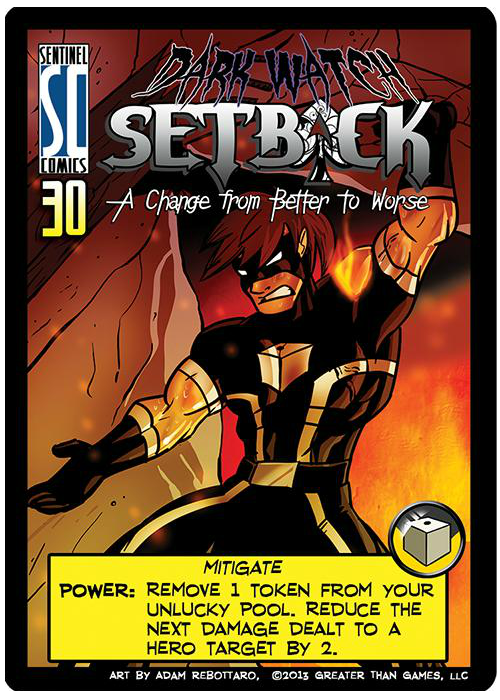 SENTINEL
SC
COMICS
30
DARK WATCH
SETBACK
A Change from Better to Worse
MITIGATE
POWER: REMOVE 1 TOKEN FROM YOUR
UNLUCKY POOL. REDUCE THE
NEXT DAMAGE DEALT TO A
HERO TARGET BY 2.
ART BY ADAM REBOTTARO, ©2013 GREATER THAN GAMES, LLC